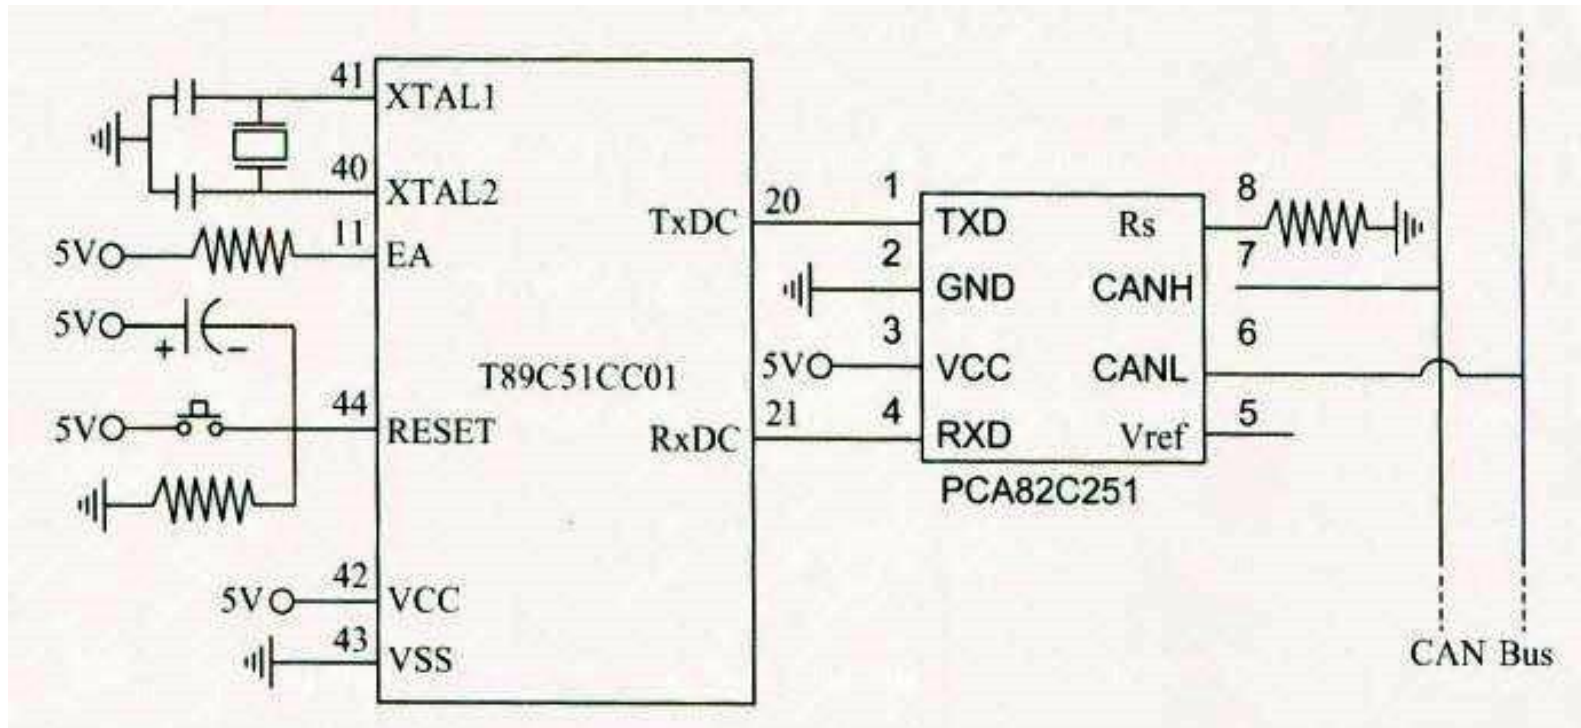 41
XTAL1
40
XTAL2
5V
11
EA
5V
+ -
5V
44
RESET
5V
42
VCC
43
VSS
T89C51CC01
TxDC
20
RxDC
21
1
TXD
2
GND
5V
3
VCC
4
RXD
Rs
8
CANH
7
CANL
6
Vref
5
PCA82C251
CAN Bus